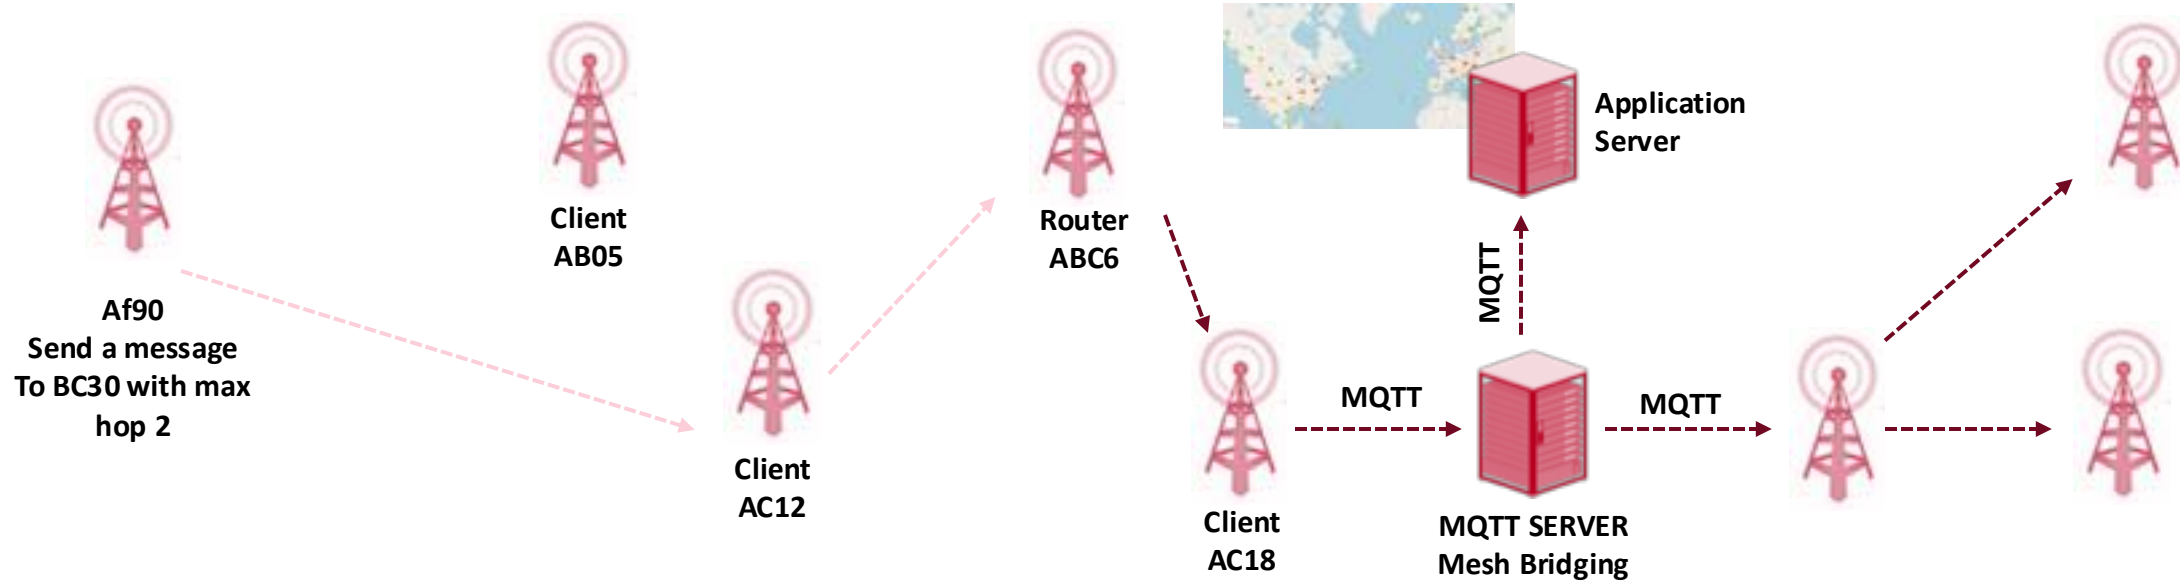 Af90
Send a message
To BC30 with max
hop 2
Client
AB05
Client
AC12
Router
ABC6
Client
AC18
MQTT
MQTT SERVER
Mesh Bridging
MQTT
Application
Server
MQTT